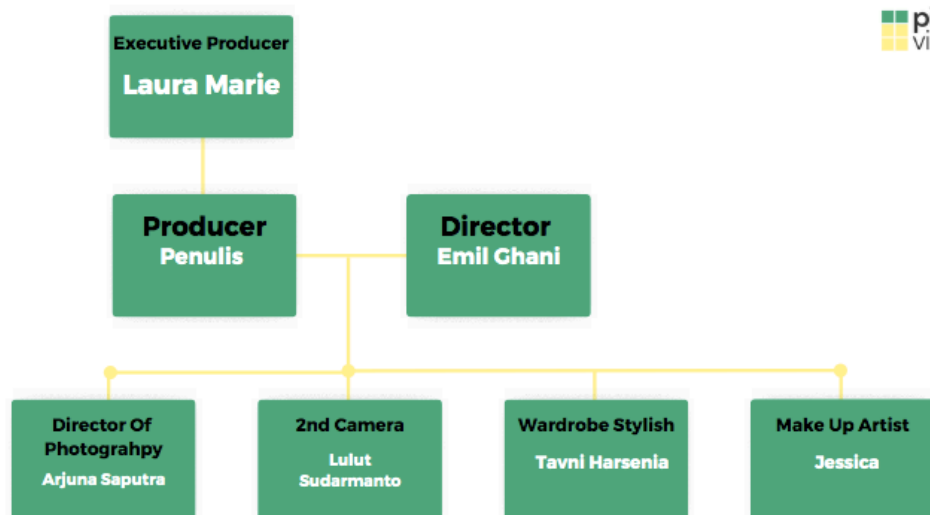 Executive Producer
Laura Marie
Producer
Penulis
Director
Emil Ghani
Director Of
Photograhpy
Arjuna Saputra
2nd Camera
Lulut
Sudarmanto
Wardrobe Stylish
Tavni Harsenia
Make Up Artist
Jessica